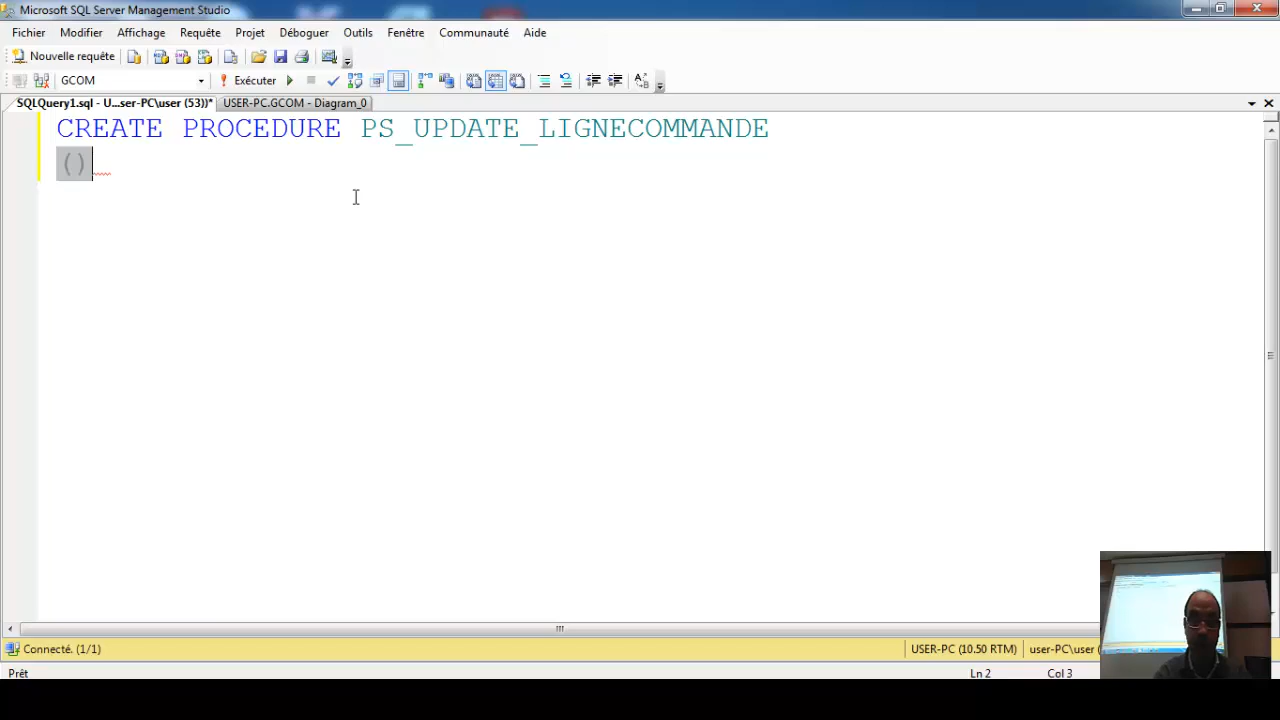 Microsoft SQL Server Management Studio
Fichier Modifier Affichage Requête Projet Déboguer Outils Fenêtre Communauté Aide
Nouvelle requête
GCOM Exécuter
SQLQuery1.sql - U...ser-PC\user (53))* USER-PC.GCOM - Diagram_0
CREATE PROCEDURE PS_UPDATE_LIGNECOMMANDE
()
Connecté. (1/1) USER-PC (10.50 RTM) user-PC\user (
Prêt Ln 2 Col 3